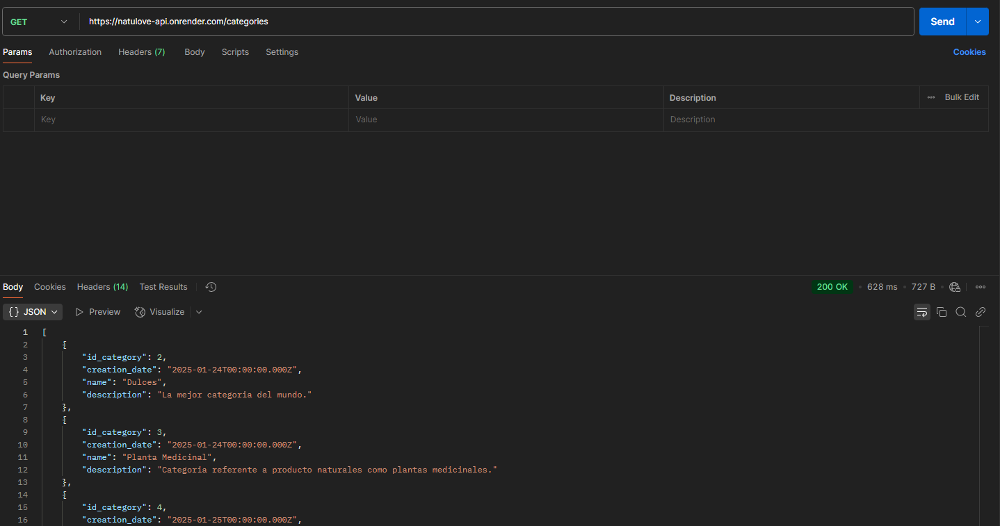 GET https://natulove-api.onrender.com/categories Send
Params Authorization Headers (7) Body Scripts Settings Cookies
Query Params
Key Value Description Bulk Edit
Key Value Description
Body Cookies Headers (14) Test Results 200 OK • 628 ms • 727 B •
{} JSON Preview Visualize
1 [
2 {
3 "id_category": 2,
4 "creation_date": "2025-01-24T00:00:00.000Z",
5 "name": "Dulces",
6 "description": "La mejor categoria del mundo."
7 },
8 {
9 "id_category": 3,
10 "creation_date": "2025-01-24T00:00:00.000Z",
11 "name": "Planta Medicinal",
12 "description": "Categoria referente a producto naturales como plantas medicinales."
13 },
14 {
15 "id_category": 4,
16 "creation_date": "2025-01-25T00:00:00.000Z",